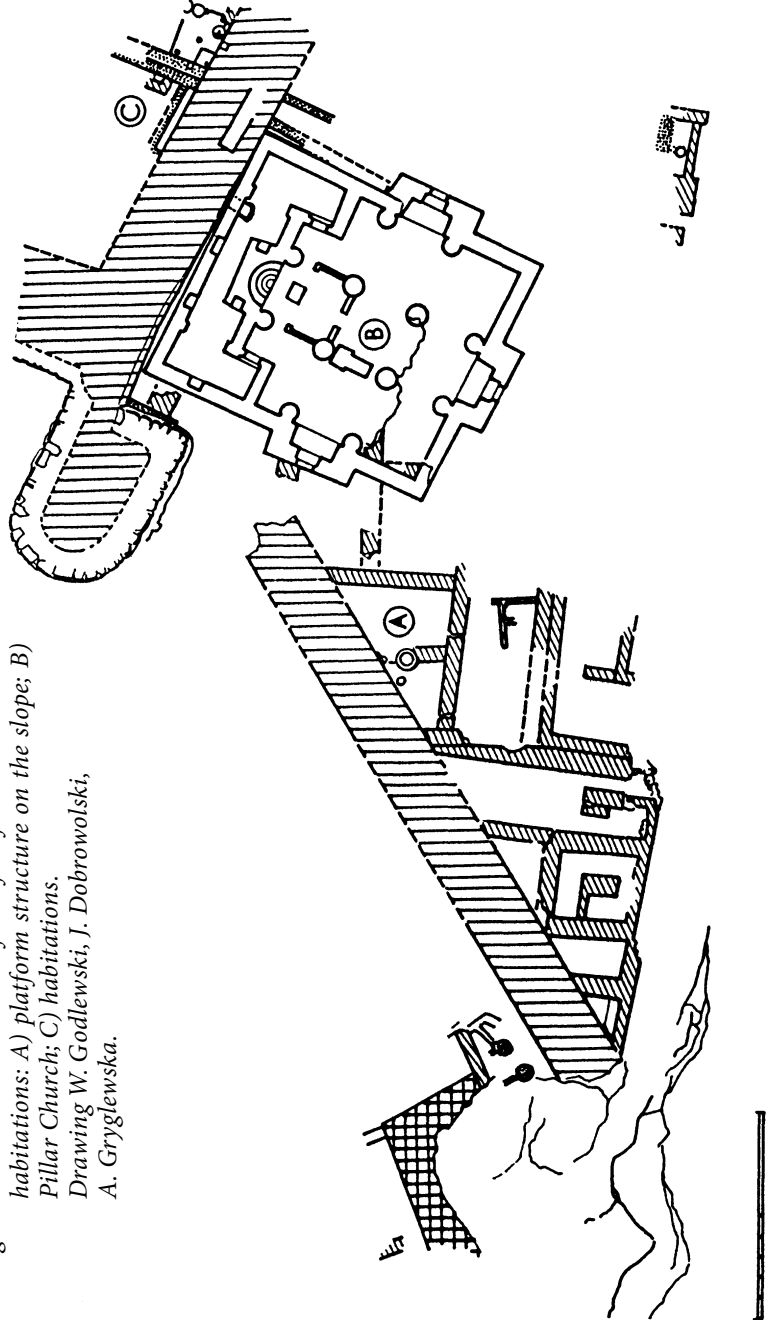 habitations: A) platform structure on the slope; B)
Pillar Church; C) habitations.
Drawing W. Godlewski, J. Dobrowolski,
A. Gryglewska.
A
B
C